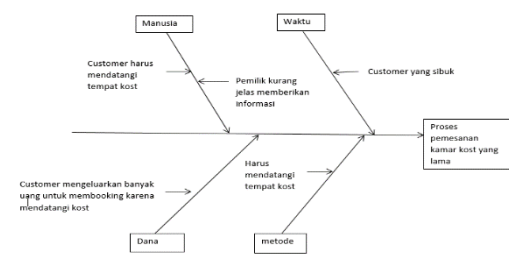 Manusia
Waktu
Customer harus
mendatangi
tempat kost
Pemilik kurang
jelas memberikan
informasi
Customer yang sibuk
Proses
pemesanan
kamar kost yang
lama
Harus
mendatangi
tempat kost
Customer mengeluarkan banyak
uang untuk membooking karena
mendatangi kost
Dana
metode